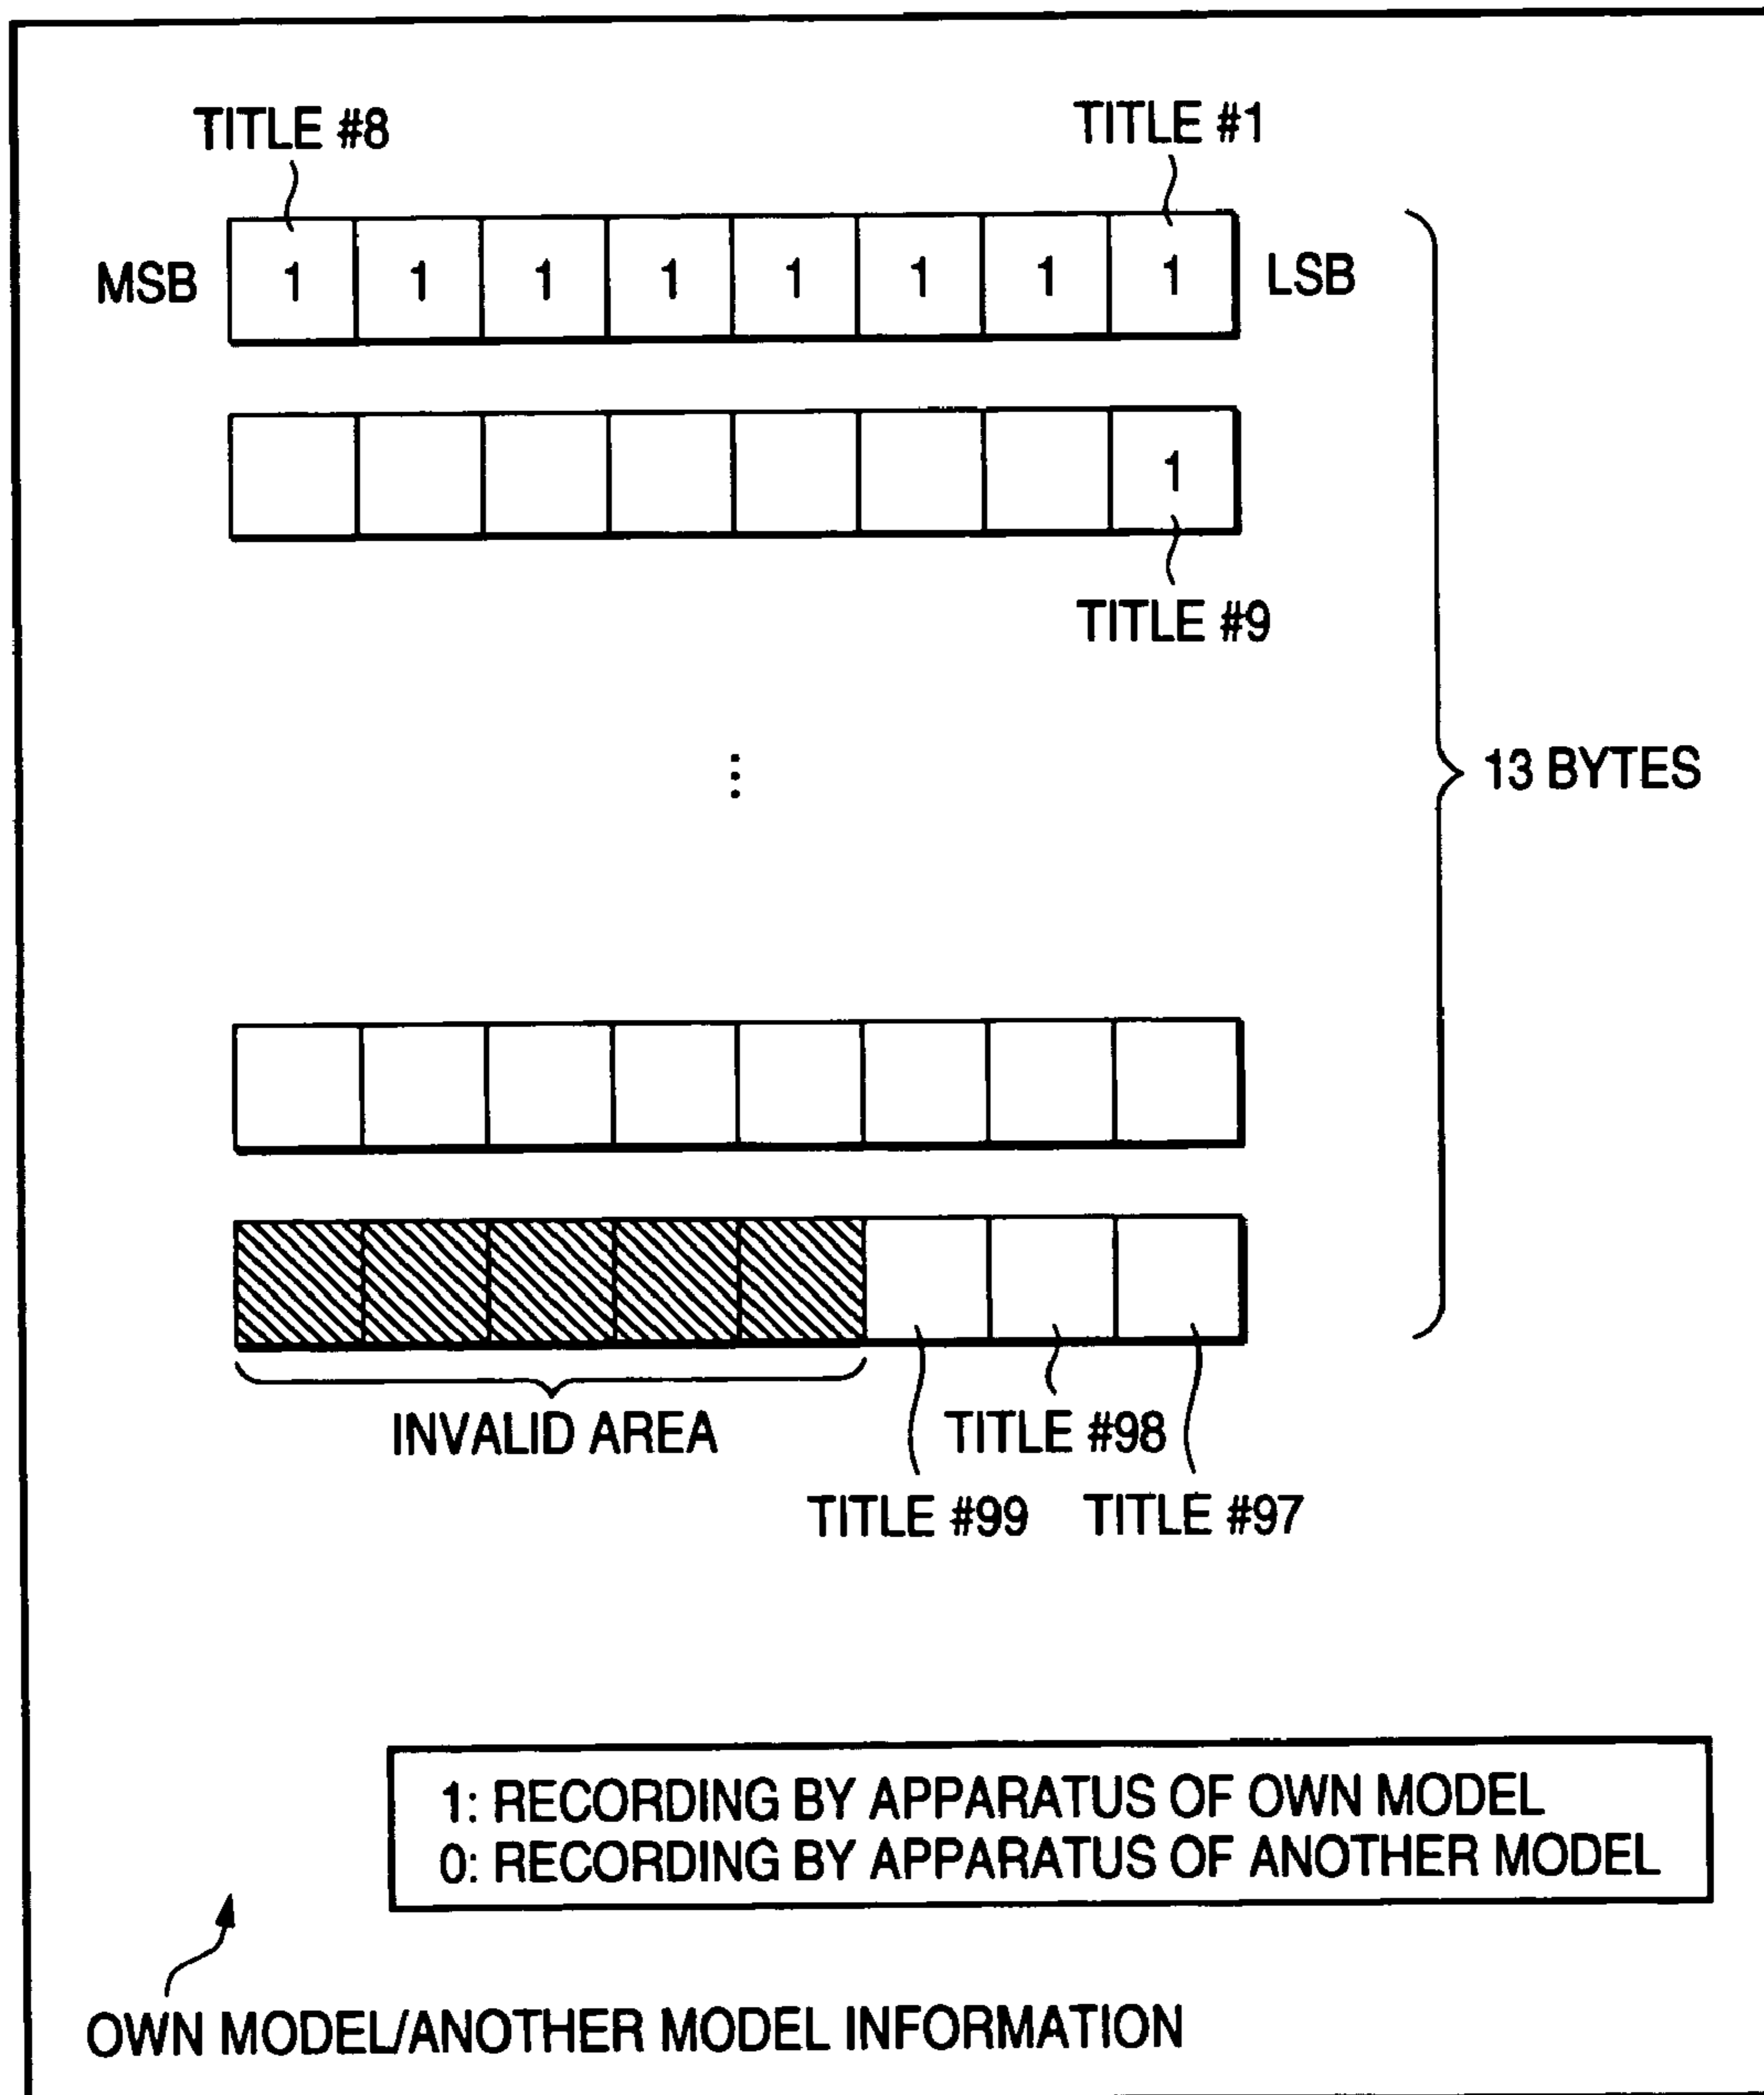 TITLE #8 TITLE #1
MSB 1 1 1 1 1 1 1 1 LSB
1
TITLE #9
⋮
13 BYTES
INVALID AREA TITLE #98
TITLE #99 TITLE #97
1: RECORDING BY APPARATUS OF OWN MODEL
0: RECORDING BY APPARATUS OF ANOTHER MODEL
OWN MODEL/ANOTHER MODEL INFORMATION